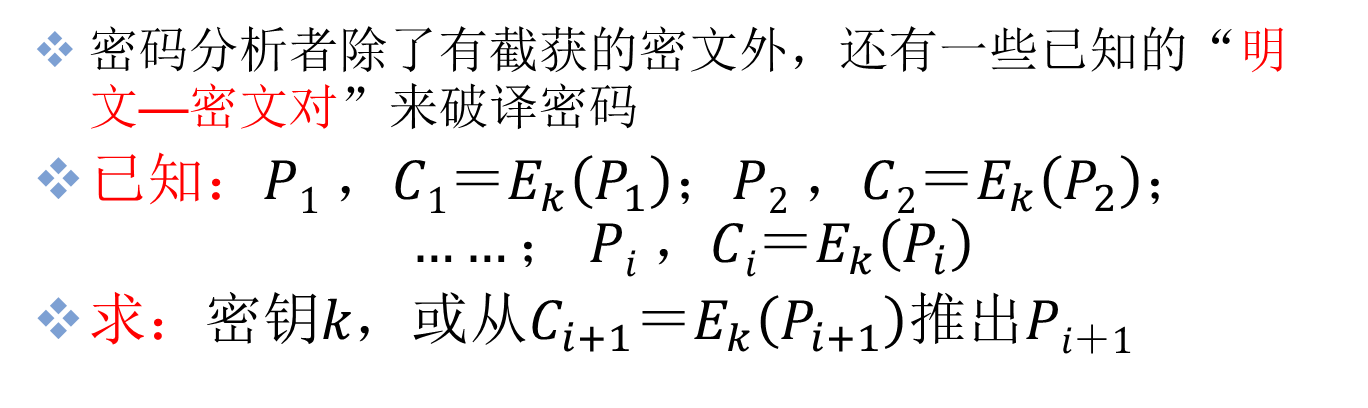 ❖ 密码分析者除了有截获的密文外，还有一些已知的“明
文—密文对”来破译密码
❖ 已知：P₁ ，C₁＝Eₖ(P₁)；P₂ ，C₂＝Eₖ(P₂)；
… …； Pᵢ ，Cᵢ＝Eₖ(Pᵢ)
❖ 求：密钥k，或从Cᵢ₊₁＝Eₖ(Pᵢ₊₁)推出Pᵢ₊₁